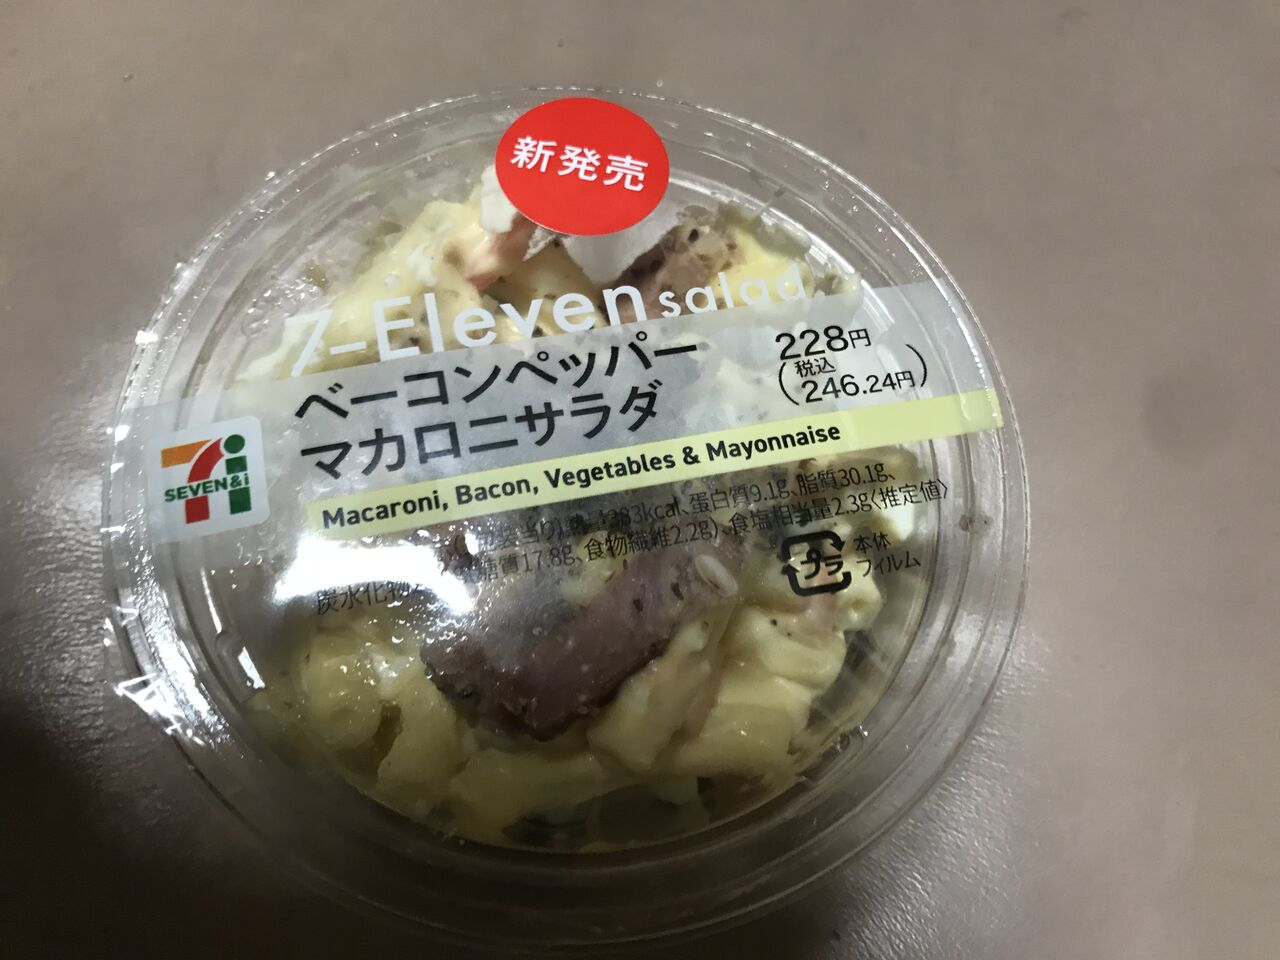 新発売
7-Eleven salad
ベーコンペッパー
マカロニサラダ
228円
(税込
246.24円)
SEVEN&i
Macaroni, Bacon, Vegetables & Mayonnaise
383kcal、蛋白質9.1g、脂質30.1g、
炭水化物 糖質17.8g、食物繊維2.2g)、食塩相当量2.3g〈推定値〉
プラ
本体
フィルム